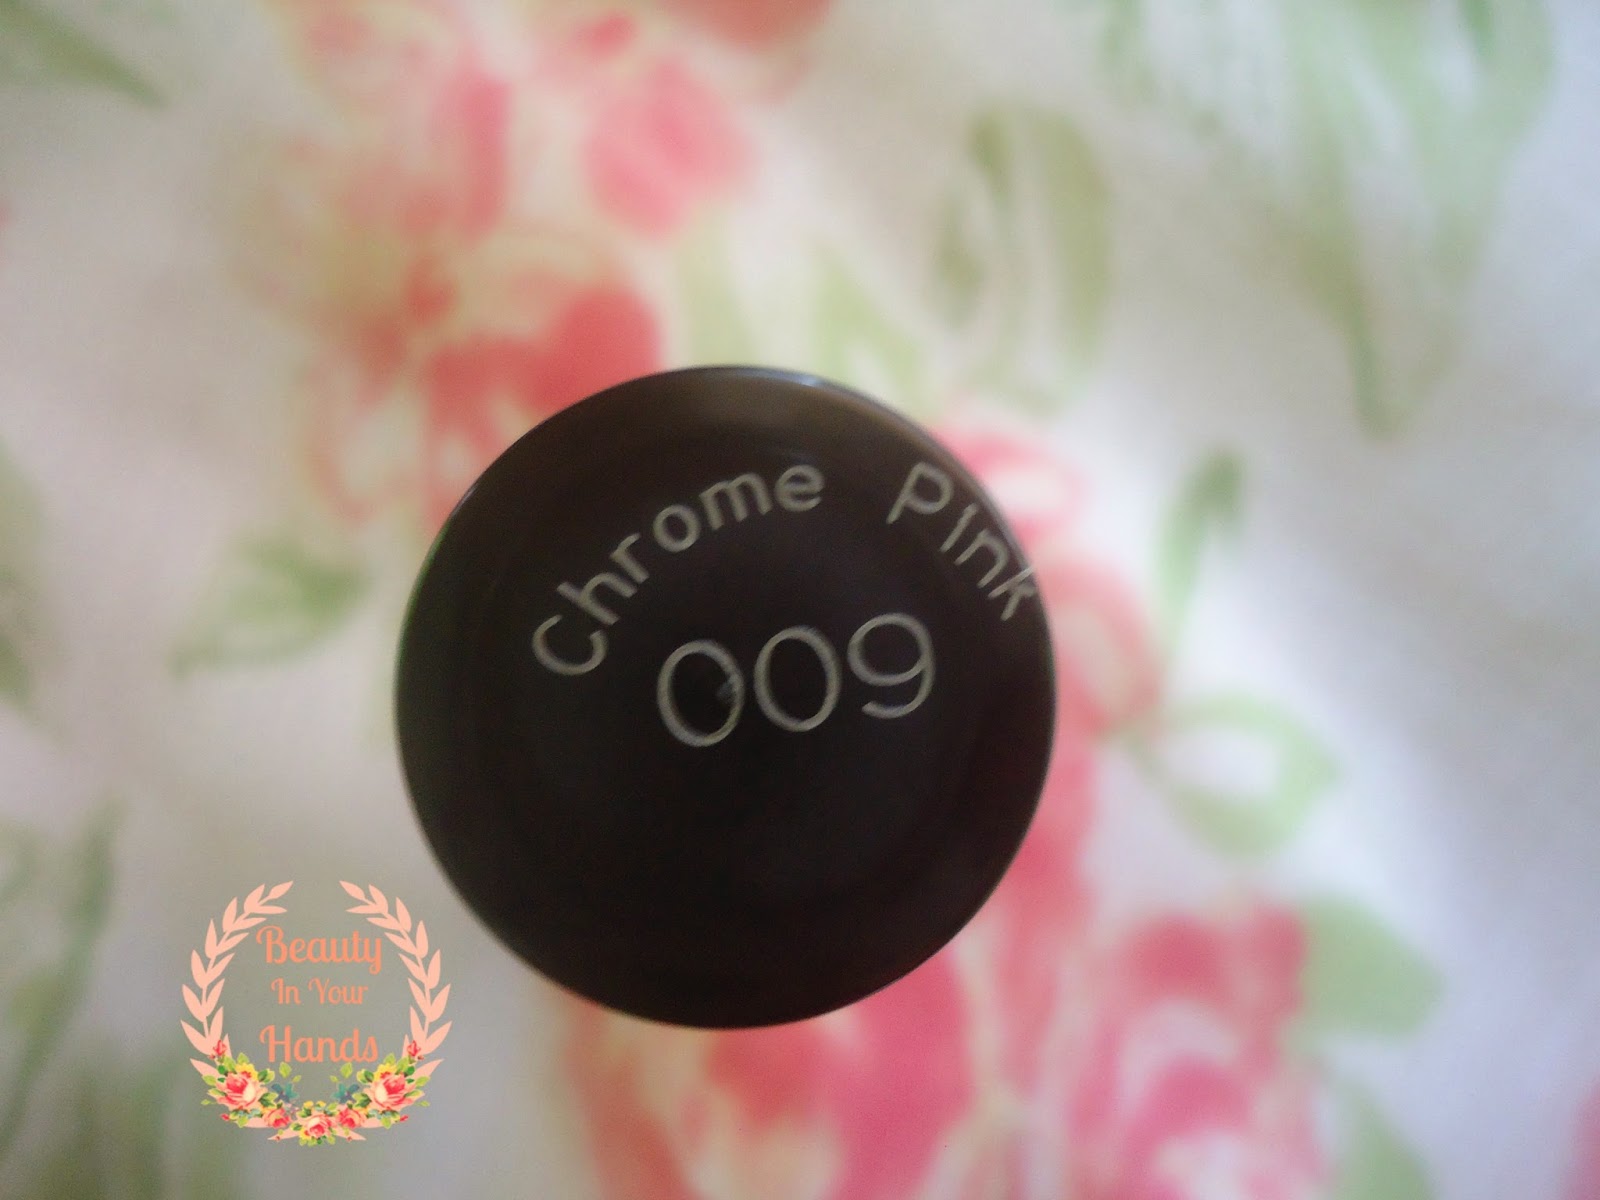 Chrome Pink
009
Beauty
In Your
Hands